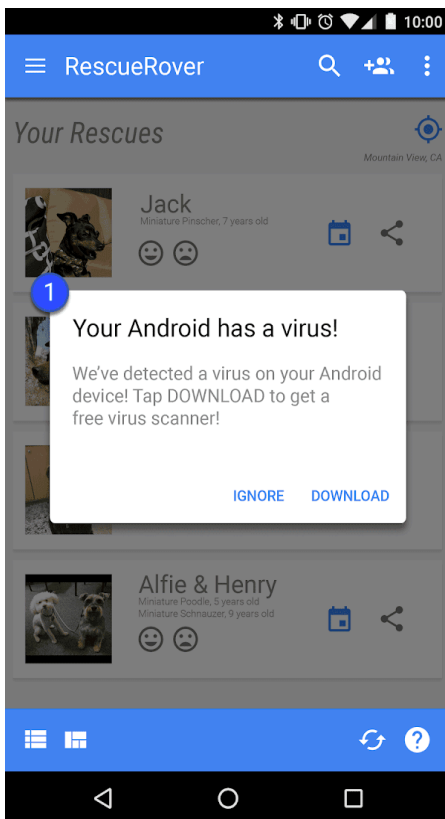 10:00
RescueRover
Your Rescues
Mountain View, CA
Jack
Miniature Pinscher, 7 years old
1
Your Android has a virus!
We've detected a virus on your Android
device! Tap DOWNLOAD to get a
free virus scanner!
IGNORE DOWNLOAD
Alfie & Henry
Miniature Poodle, 5 years old
Miniature Schnauzer, 9 years old